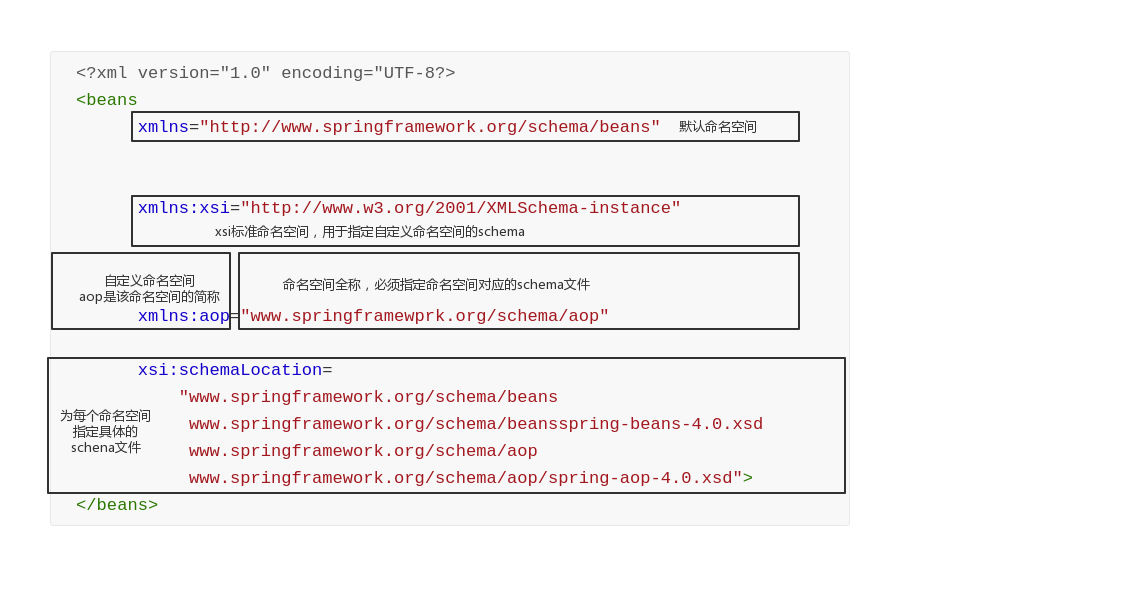 <?xml version="1.0" encoding="UTF-8?>
<beans
xmlns="http://www.springframework.org/schema/beans" 默认命名空间
xmlns:xsi="http://www.w3.org/2001/XMLSchema-instance"
xsi标准命名空间，用于指定自定义命名空间的schema
自定义命名空间
aop是该命名空间的简称
命名空间全称，必须指定命名空间对应的schema文件
xmlns:aop="www.springframewprk.org/schema/aop"
xsi:schemaLocation=
"www.springframework.org/schema/beans
为每个命名空间
指定具体的
schena文件
www.springframework.org/schema/beansspring-beans-4.0.xsd
www.springframework.org/schema/aop
www.springframework.org/schema/aop/spring-aop-4.0.xsd">
</beans>